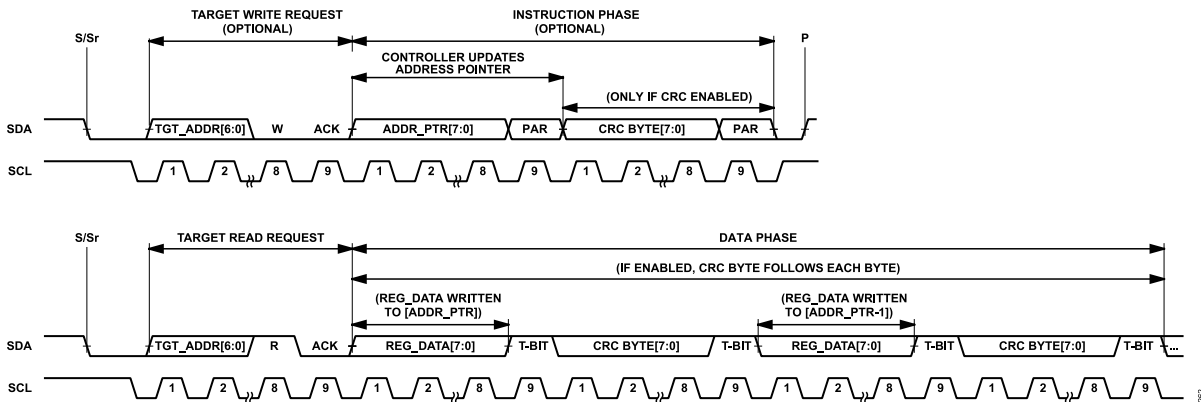 TARGET WRITE REQUEST
(OPTIONAL)
INSTRUCTION PHASE
(OPTIONAL)
S/Sr
P
CONTROLLER UPDATES
ADDRESS POINTER
(ONLY IF CRC ENABLED)
SDA TGT_ADDR[6:0] W ACK ADDR_PTR[7:0] PAR CRC BYTE[7:0] PAR
SCL 1 2 8 9 1 2 8 9 1 2 8 9
S/Sr TARGET READ REQUEST DATA PHASE
(IF ENABLED, CRC BYTE FOLLOWS EACH BYTE)
(REG_DATA WRITTEN
TO [ADDR_PTR])
(REG_DATA WRITTEN
TO [ADDR_PTR-1])
SDA TGT_ADDR[6:0] R ACK REG_DATA[7:0] T-BIT CRC BYTE[7:0] T-BIT REG_DATA[7:0] T-BIT CRC BYTE[7:0] T-BIT ...
SCL 1 2 8 9 1 2 8 9 1 2 8 9 1 2 8 9 1 2 8 9